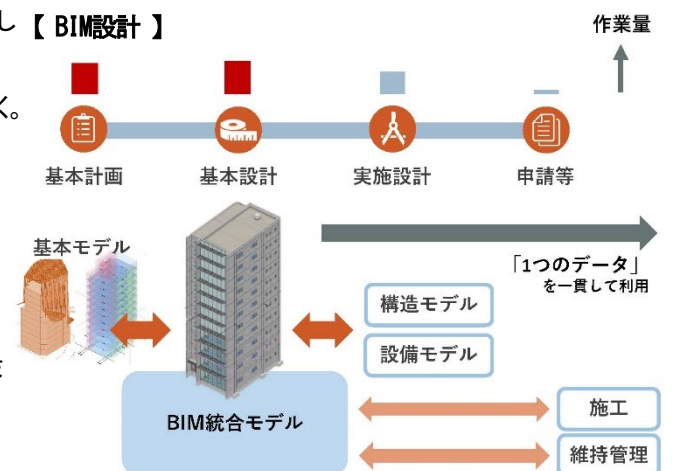 し
【 BIM設計 】
作業量
く。
基本計画
基本設計
実施設計
申請等
基本モデル
「1つのデータ」
を一貫して利用
構造モデル
設備モデル
BIM統合モデル
施工
維持管理